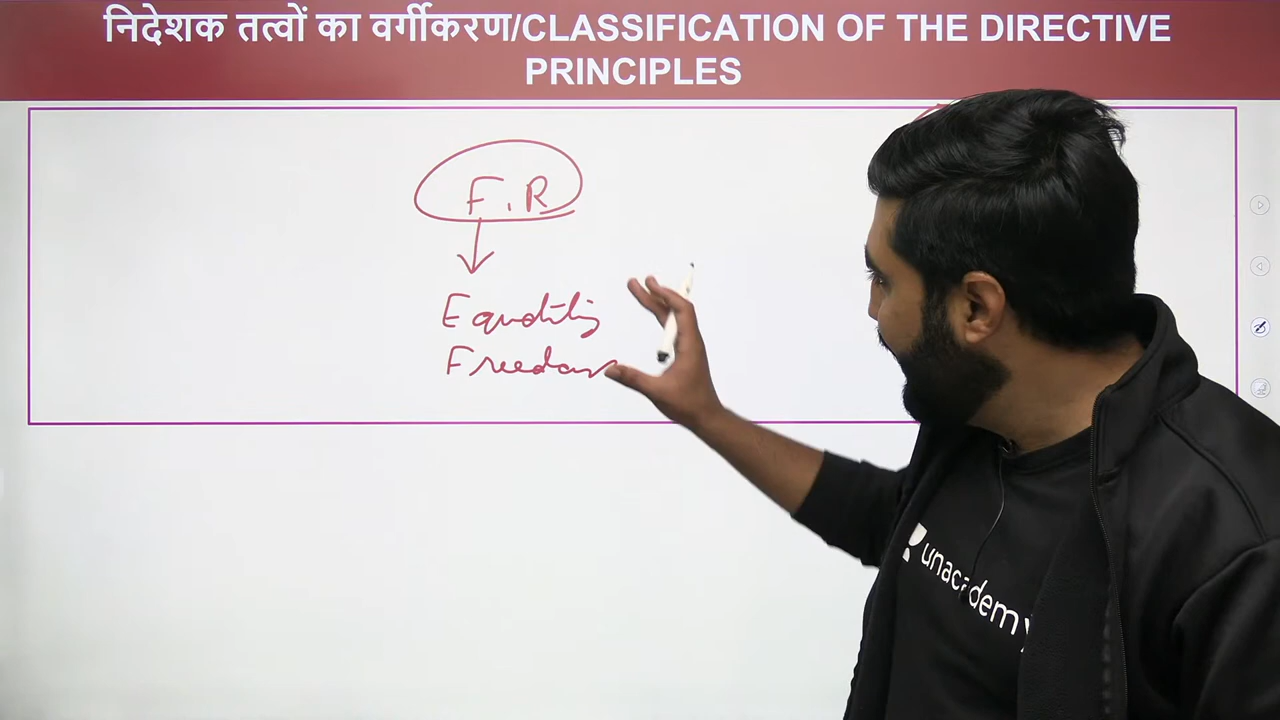 निदेशक तत्वों का वर्गीकरण/CLASSIFICATION OF THE DIRECTIVE
PRINCIPLES
F.R
Equality
Freedom
unacademy